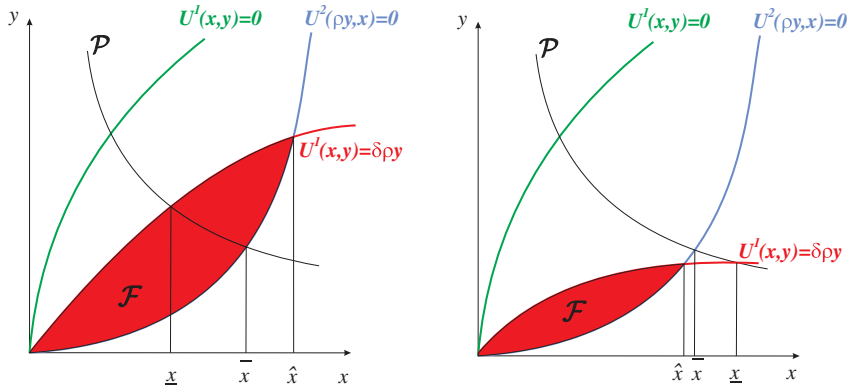 y
U¹(x,y)=0
U²(ρy,x)=0
𝒫
U¹(x,y)=δρy
ℱ
x̲
x̅
x̂
x
y
U¹(x,y)=0
U²(ρy,x)=0
𝒫
U¹(x,y)=δρy
ℱ
x̂
x̅
x̲
x